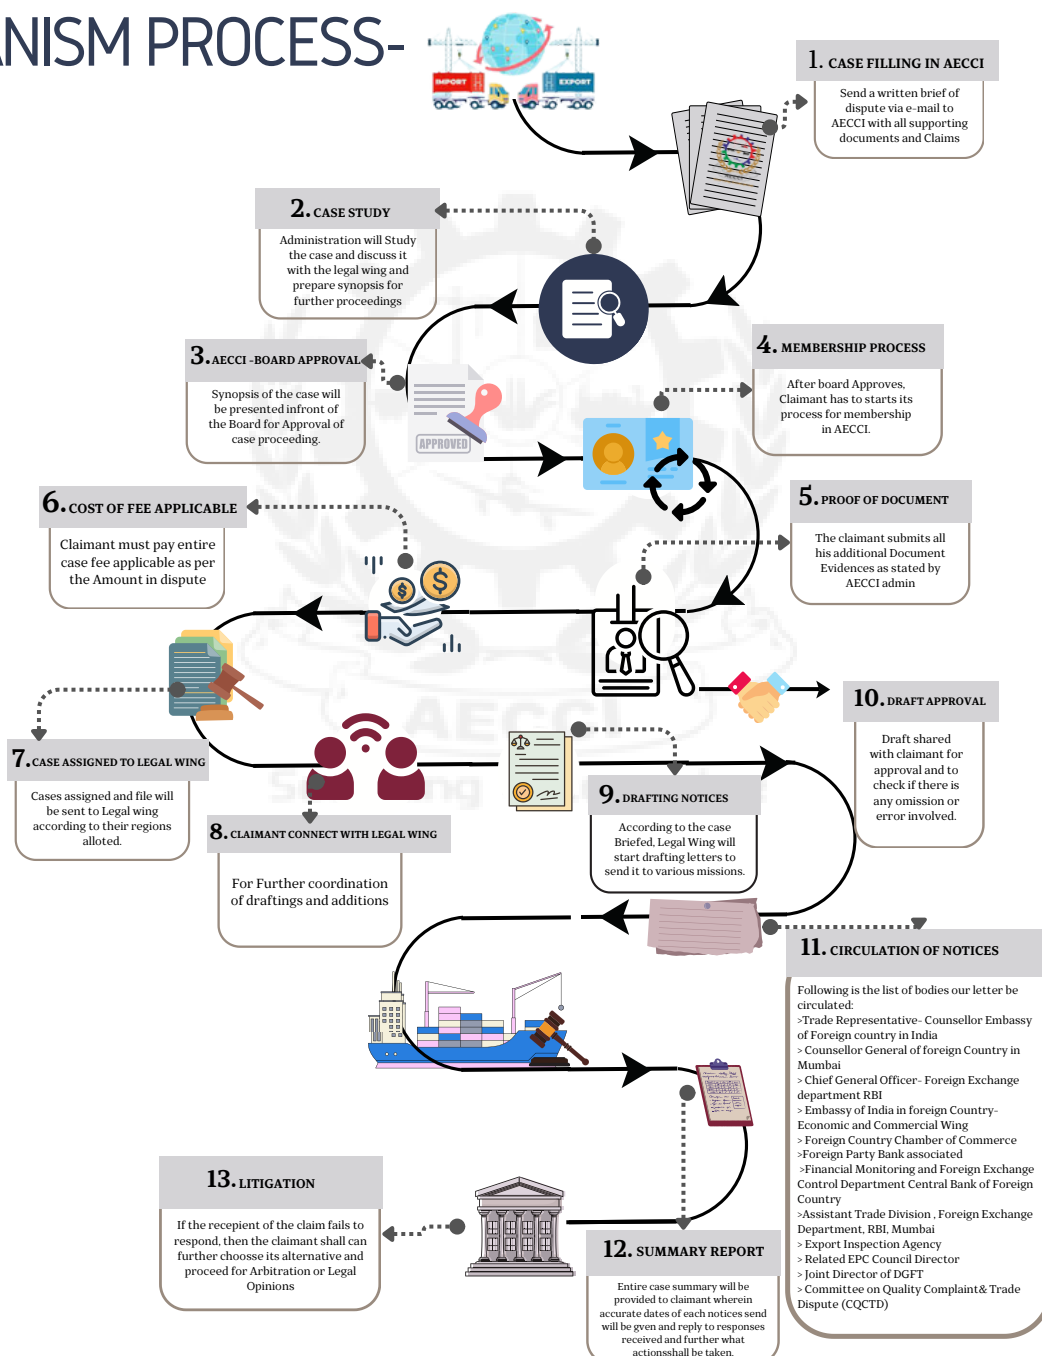 ANISM PROCESS-
IMPORT
EXPORT
1. CASE FILLING IN AECCI
Send a written brief of
dispute via e-mail to
AECCI with all supporting
documents and Claims
2. CASE STUDY
Administration will Study
the case and discuss it
with the legal wing and
prepare synopsis for
further proceedings
3. AECCI -BOARD APPROVAL
Synopsis of the case will
be presented infront of
the Board for Approval of
case proceeding.
APPROVED
4. MEMBERSHIP PROCESS
After board Approves,
Claimant has to starts its
process for membership
in AECCI.
5. PROOF OF DOCUMENT
The claimant submits all
his additional Document
Evidences as stated by
AECCI admin
6. COST OF FEE APPLICABLE
Claimant must pay entire
case fee applicable as per
the Amount in dispute
7. CASE ASSIGNED TO LEGAL WING
Cases assigned and file will
be sent to Legal wing
according to their regions
alloted.
8. CLAIMANT CONNECT WITH LEGAL WING
For Further coordination
of draftings and additions
9. DRAFTING NOTICES
According to the case
Briefed, Legal Wing will
start drafting letters to
send it to various missions.
10. DRAFT APPROVAL
Draft shared
with claimant for
approval and to
check if there is
any omission or
error involved.
AECCI
11. CIRCULATION OF NOTICES
Following is the list of bodies our letter be
circulated:
>Trade Representative- Counsellor Embassy
of Foreign country in India
> Counsellor General of foreign Country in
Mumbai
> Chief General Officer- Foreign Exchange
department RBI
> Embassy of India in foreign Country-
Economic and Commercial Wing
> Foreign Country Chamber of Commerce
>Foreign Party Bank associated
>Financial Monitoring and Foreign Exchange
Control Department Central Bank of Foreign
Country
>Assistant Trade Division , Foreign Exchange
Department, RBI, Mumbai
> Export Inspection Agency
> Related EPC Council Director
> Joint Director of DGFT
> Committee on Quality Complaint& Trade
Dispute (CQCTD)
12. SUMMARY REPORT
Entire case summary will be
provided to claimant wherein
accurate dates of each notices send
will be gven and reply to responses
received and further what
actionsshall be taken.
13. LITIGATION
If the recepient of the claim fails to
respond, then the claimant shall can
further choosse its alternative and
proceed for Arbitration or Legal
Opinions